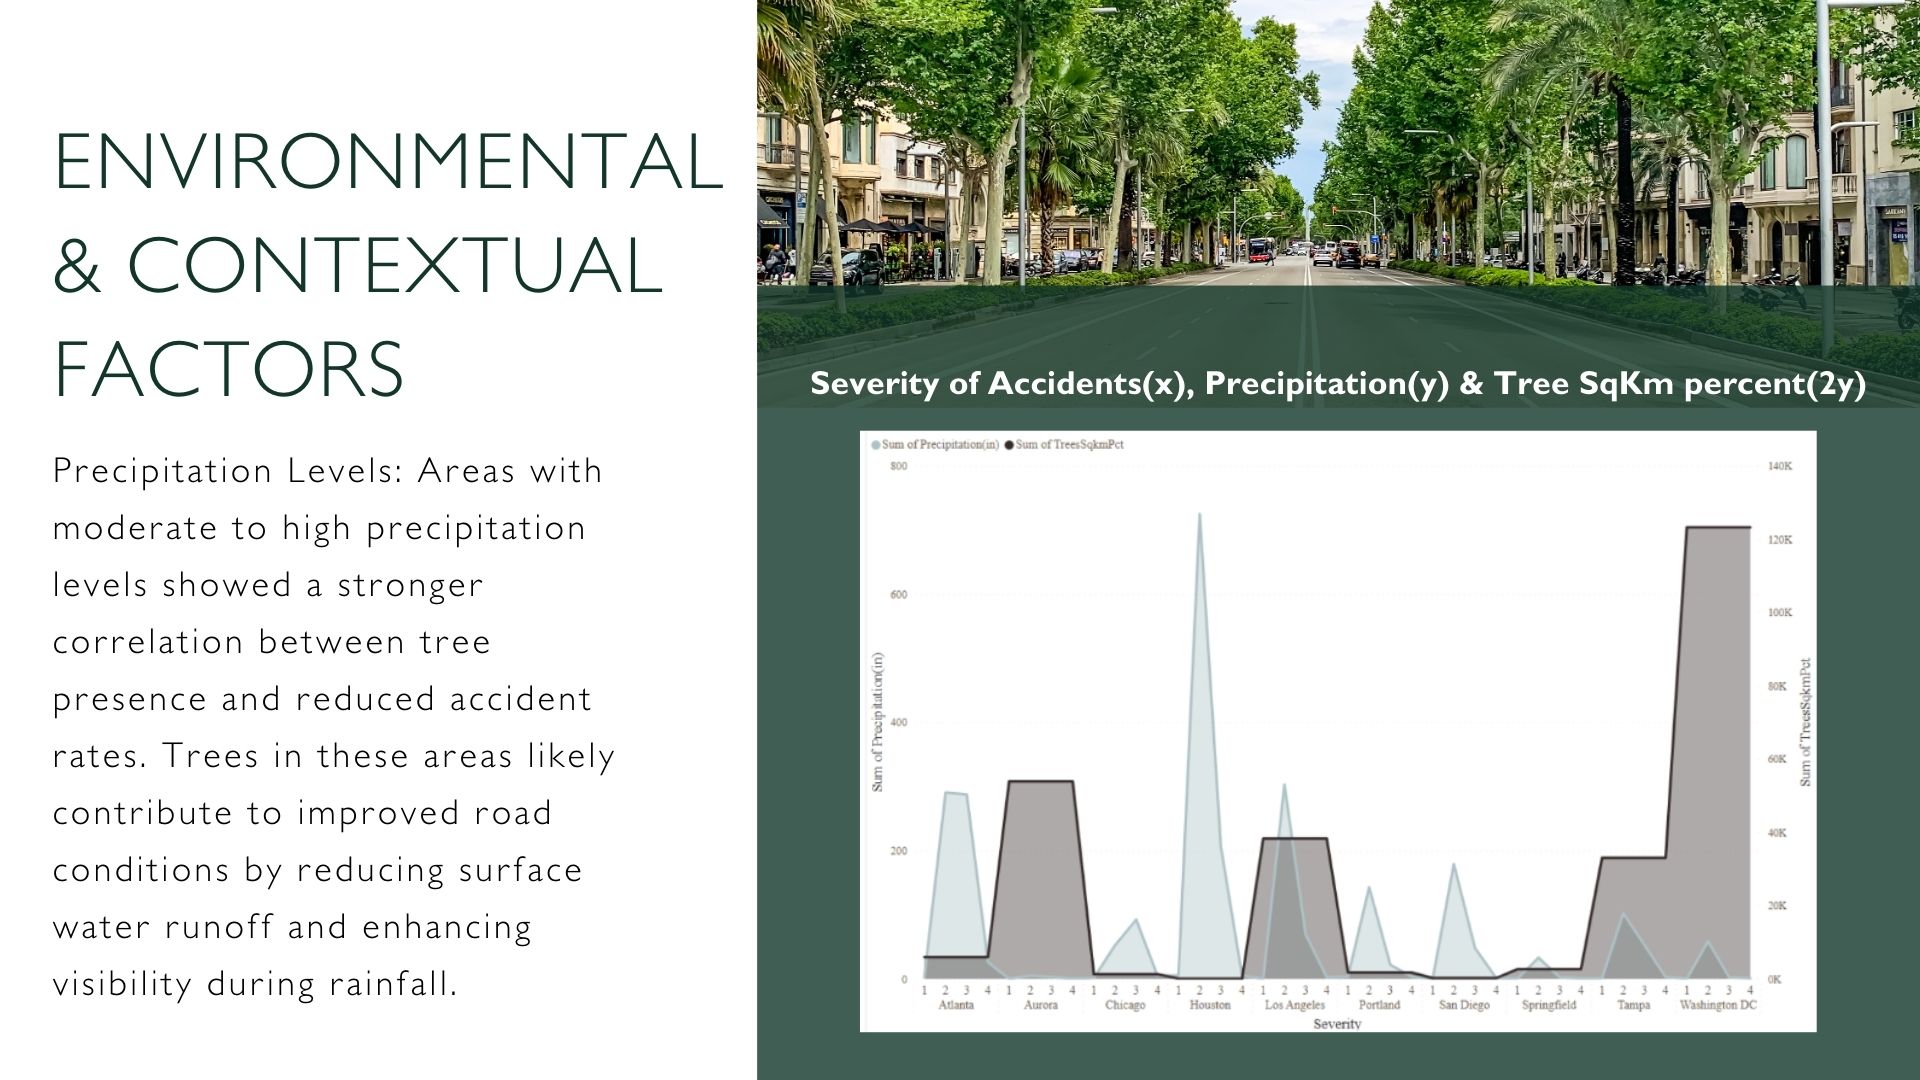 ENVIRONMENTAL
& CONTEXTUAL
FACTORS
Precipitation Levels: Areas with
moderate to high precipitation
levels showed a stronger
correlation between tree
presence and reduced accident
rates. Trees in these areas likely
contribute to improved road
conditions by reducing surface
water runoff and enhancing
visibility during rainfall.
Severity of Accidents(x), Precipitation(y) & Tree SqKm percent(2y)
Sum of Precipitation(in) Sum of TreesSqkmPct
800
600
400
200
0
Sum of Precipitation(in)
140K
120K
100K
80K
60K
40K
20K
0K
Sum of TreesSqkmPct
1 2 3 4 1 2 3 4 1 2 3 4 1 2 3 4 1 2 3 4 1 2 3 4 1 2 3 4 1 2 3 4 1 2 3 4 1 2 3 4
Atlanta Aurora Chicago Houston Los Angeles Portland San Diego Springfield Tampa Washington DC
Severity